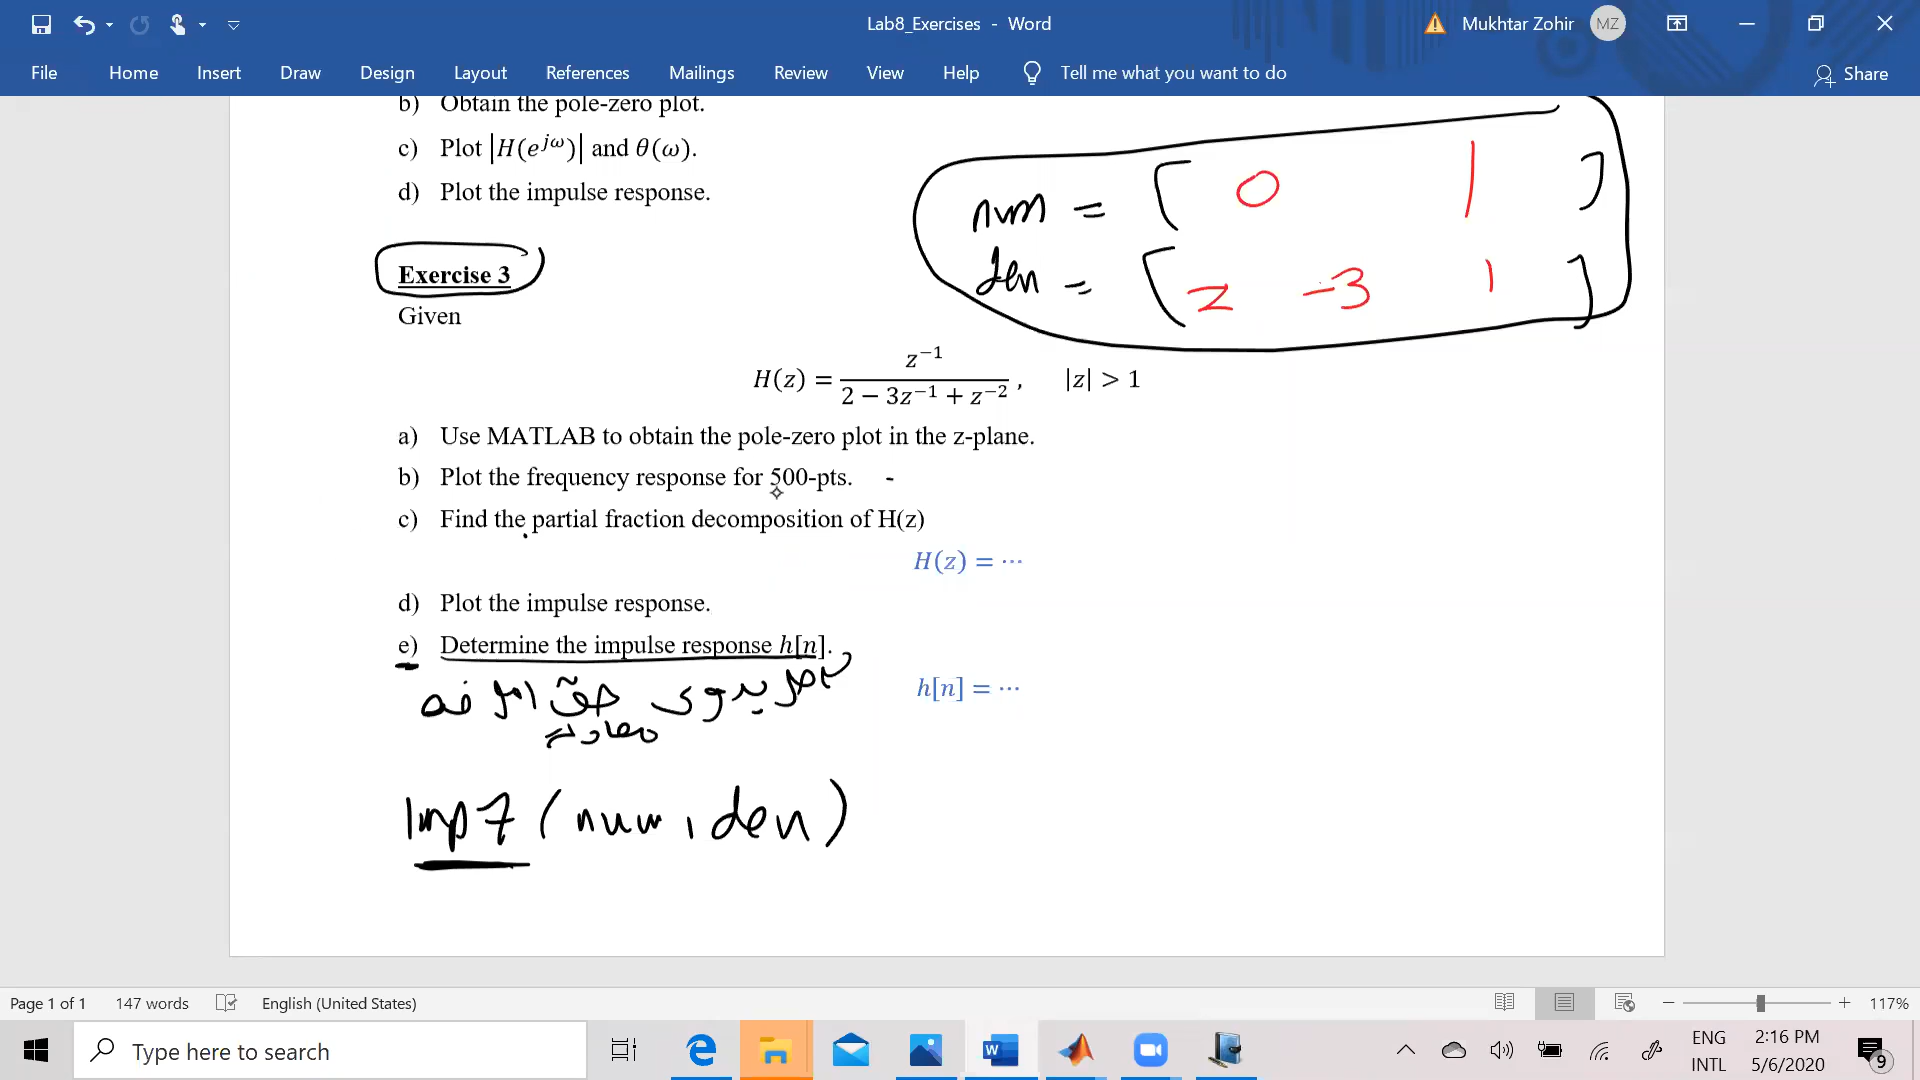 Lab8_Exercises - Word
Mukhtar Zohir MZ
File Home Insert Draw Design Layout References Mailings Review View Help Tell me what you want to do Share
b) Obtain the pole-zero plot.
c) Plot |H(e^{jω})| and θ(ω).
d) Plot the impulse response.
num = [ 0 1 ]
den = [ 2 -3 1 ]
Exercise 3
Given
H(z) = z⁻¹ / (2 − 3z⁻¹ + z⁻²) , |z| > 1
a) Use MATLAB to obtain the pole-zero plot in the z-plane.
b) Plot the frequency response for 500-pts. -
c) Find the partial fraction decomposition of H(z)
H(z) = ⋯
d) Plot the impulse response.
e) Determine the impulse response h[n].
h[n] = ⋯
(num, den)
Page 1 of 1 147 words English (United States) 117%
Type here to search
ENG 2:16 PM
INTL 5/6/2020 9